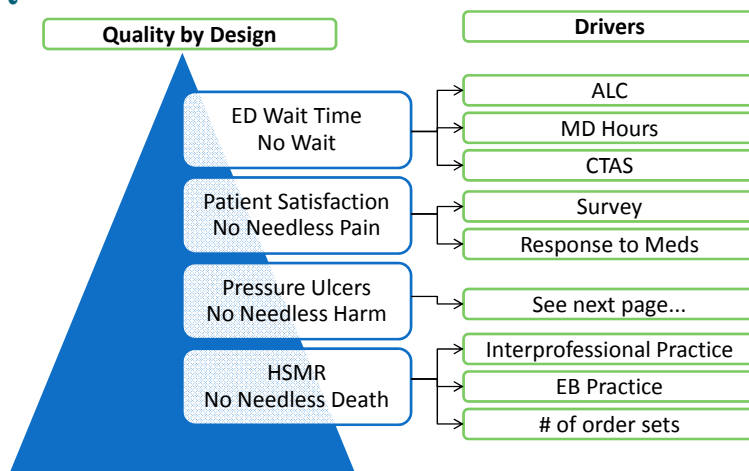 Quality by Design
Drivers
ED Wait Time
No Wait
ALC
MD Hours
CTAS
Patient Satisfaction
No Needless Pain
Survey
Response to Meds
Pressure Ulcers
No Needless Harm
See next page...
HSMR
No Needless Death
Interprofessional Practice
EB Practice
# of order sets